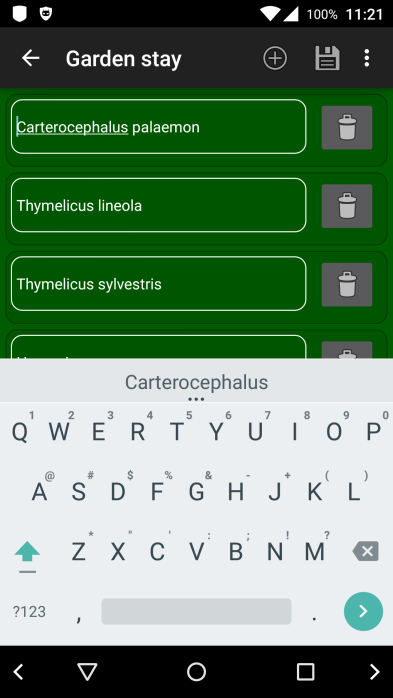 100% 11:21
Garden stay
Carterocephalus palaemon
Thymelicus lineola
Thymelicus sylvestris
Carterocephalus
1 2 3 4 5 6 7 8 9 0
Q W E R T Y U I O P
@ # $ % & - + ( )
A S D F G H J K L
* " ' : ; ! ?
Z X C V B N M
?123 , .